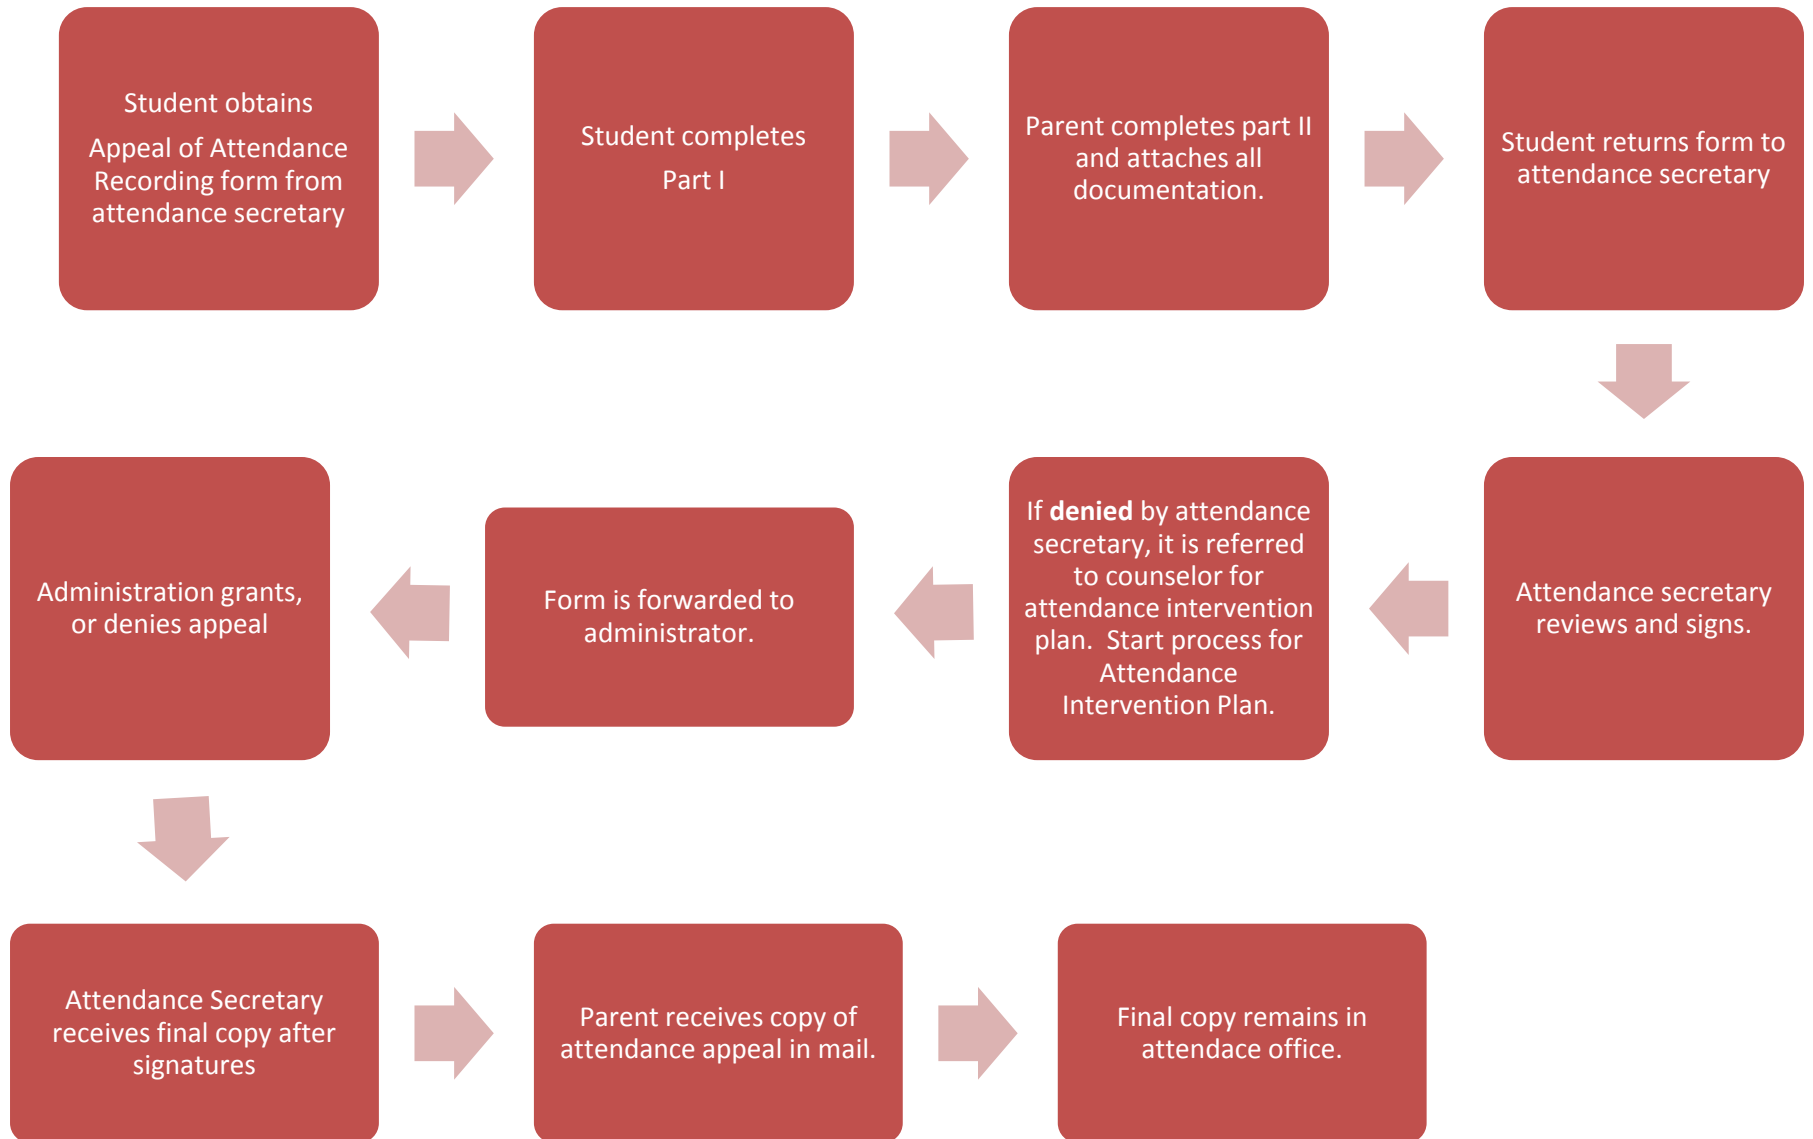 Student obtains
Appeal of Attendance
Recording form from
attendance secretary
Student completes
Part I
Parent completes part II
and attaches all
documentation.
Student returns form to
attendance secretary
Attendance secretary
reviews and signs.
If denied by attendance
secretary, it is referred
to counselor for
attendance intervention
plan.  Start process for
Attendance
Intervention Plan.
Form is forwarded to
administrator.
Administration grants,
or denies appeal
Attendance Secretary
receives final copy after
signatures
Parent receives copy of
attendance appeal in mail.
Final copy remains in
attendace office.